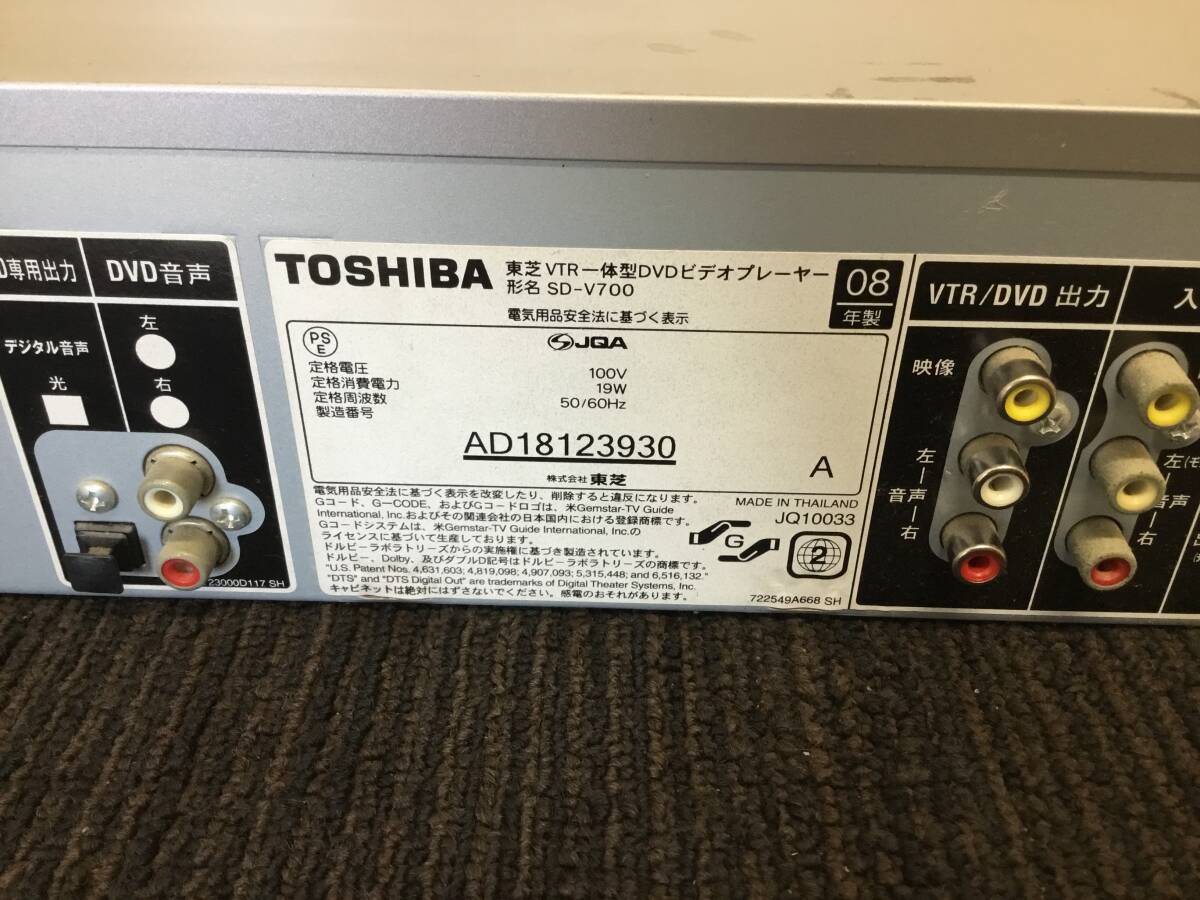 専用出力
DVD音声
デジタル音声
光
左
右
23000D117 SH
TOSHIBA
東芝 VTR一体型DVDビデオプレーヤー
形名 SD-V700
08
年製
電気用品安全法に基づく表示
PS
E
JQA
定格電圧 100V
定格消費電力 19W
定格周波数 50/60Hz
製造番号
AD18123930
A
株式会社 東芝
電気用品安全法に基づく表示を改変したり、削除すると違反になります。
Gコード、G-CODE、およびGコードロゴは、米Gemstar-TV Guide
International, Inc.およびその関連会社の日本国内における登録商標です。
Gコードシステムは、米Gemstar-TV Guide International, Inc.の
ライセンスに基づいて生産しております。
ドルビーラボラトリーズからの実施権に基づき製造されています。
ドルビー、Dolby、及びダブルD記号はドルビーラボラトリーズの商標です。
"U.S. Patent Nos. 4,631,603; 4,819,098; 4,907,093; 5,315,448; and 6,516,132."
"DTS" and "DTS Digital Out" are trademarks of Digital Theater Systems, Inc.
キャビネットは絶対にはずさないでください。感電のおそれがあります。
MADE IN THAILAND
JQ10033
G
2
722549A668 SH
VTR/DVD 出力
映像
左
音声
右
入
左(モ
音声
右